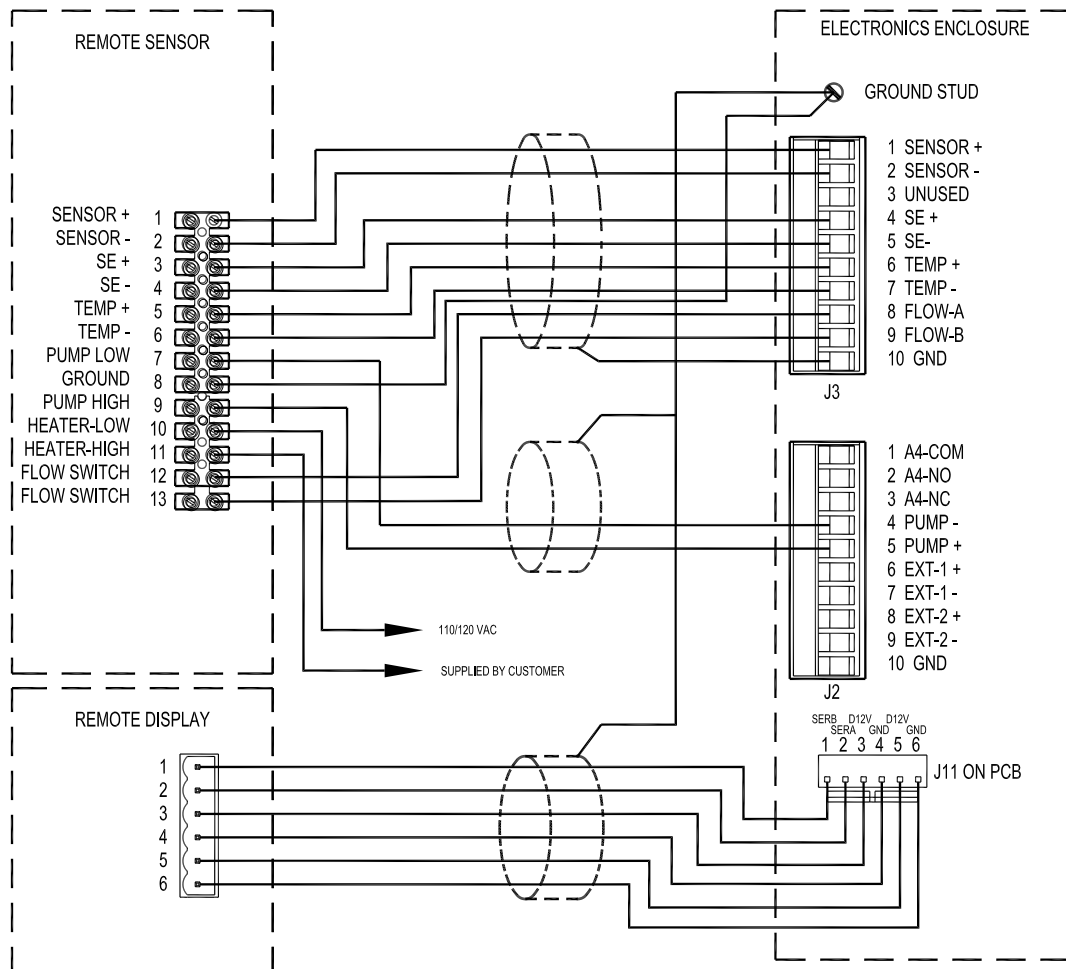 REMOTE SENSOR
SENSOR + 1
SENSOR - 2
SE + 3
SE - 4
TEMP + 5
TEMP - 6
PUMP LOW 7
GROUND 8
PUMP HIGH 9
HEATER-LOW 10
HEATER-HIGH 11
FLOW SWITCH 12
FLOW SWITCH 13
110/120 VAC
SUPPLIED BY CUSTOMER
REMOTE DISPLAY
1
2
3
4
5
6
ELECTRONICS ENCLOSURE
GROUND STUD
1 SENSOR +
2 SENSOR -
3 UNUSED
4 SE +
5 SE-
6 TEMP +
7 TEMP -
8 FLOW-A
9 FLOW-B
10 GND
J3
1 A4-COM
2 A4-NO
3 A4-NC
4 PUMP -
5 PUMP +
6 EXT-1 +
7 EXT-1 -
8 EXT-2 +
9 EXT-2 -
10 GND
J2
SERB D12V D12V
SERA GND GND
1 2 3 4 5 6
J11 ON PCB